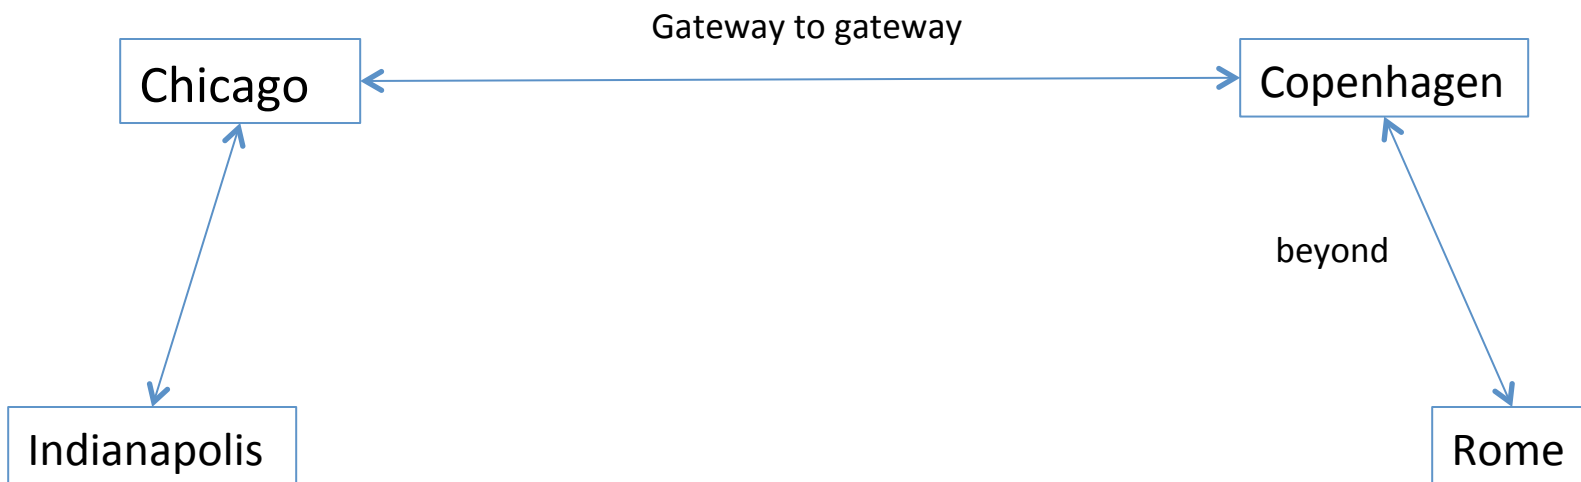 Gateway to gateway
Chicago
Copenhagen
beyond
Indianapolis
Rome